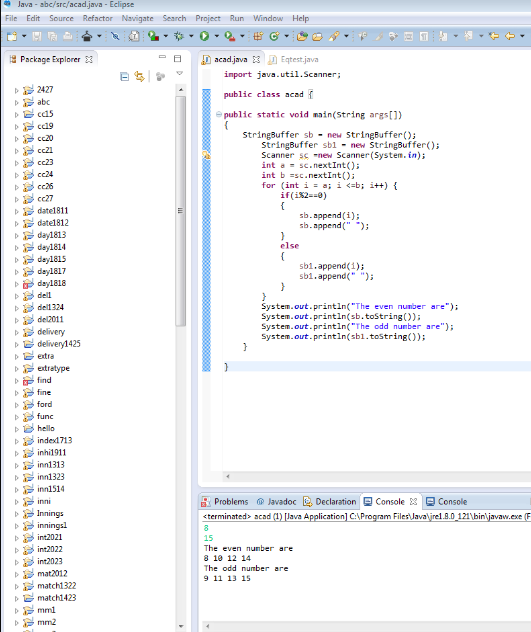 Java - abc/src/acad.java - Eclipse
File Edit Source Refactor Navigate Search Project Run Window Help
Package Explorer
2427
abc
cc15
cc19
cc20
cc21
cc23
cc24
cc26
cc27
date1811
date1812
day1813
day1814
day1815
day1817
day1818
del1
del1324
del2011
delivery
delivery1425
extra
extratype
find
fine
ford
func
hello
index1713
inhi1911
inn1313
inn1323
inn1514
inni
Innings
innings1
int2021
int2022
int2023
mat2012
match1322
match1423
mm1
mm2
acad.java Eqtest.java
import java.util.Scanner;
public class acad {
public static void main(String args[])
{
StringBuffer sb = new StringBuffer();
StringBuffer sb1 = new StringBuffer();
Scanner sc =new Scanner(System.in);
int a = sc.nextInt();
int b =sc.nextInt();
for (int i = a; i <=b; i++) {
if(i%2==0)
{
sb.append(i);
sb.append(" ");
}
else
{
sb1.append(i);
sb1.append(" ");
}
}
System.out.println("The even number are");
System.out.println(sb.toString());
System.out.println("The odd number are");
System.out.println(sb1.toString());
}
}
Problems @ Javadoc Declaration Console Console
<terminated> acad (1) [Java Application] C:\Program Files\Java\jre1.8.0_121\bin\javaw.exe (F
8
15
The even number are
8 10 12 14
The odd number are
9 11 13 15